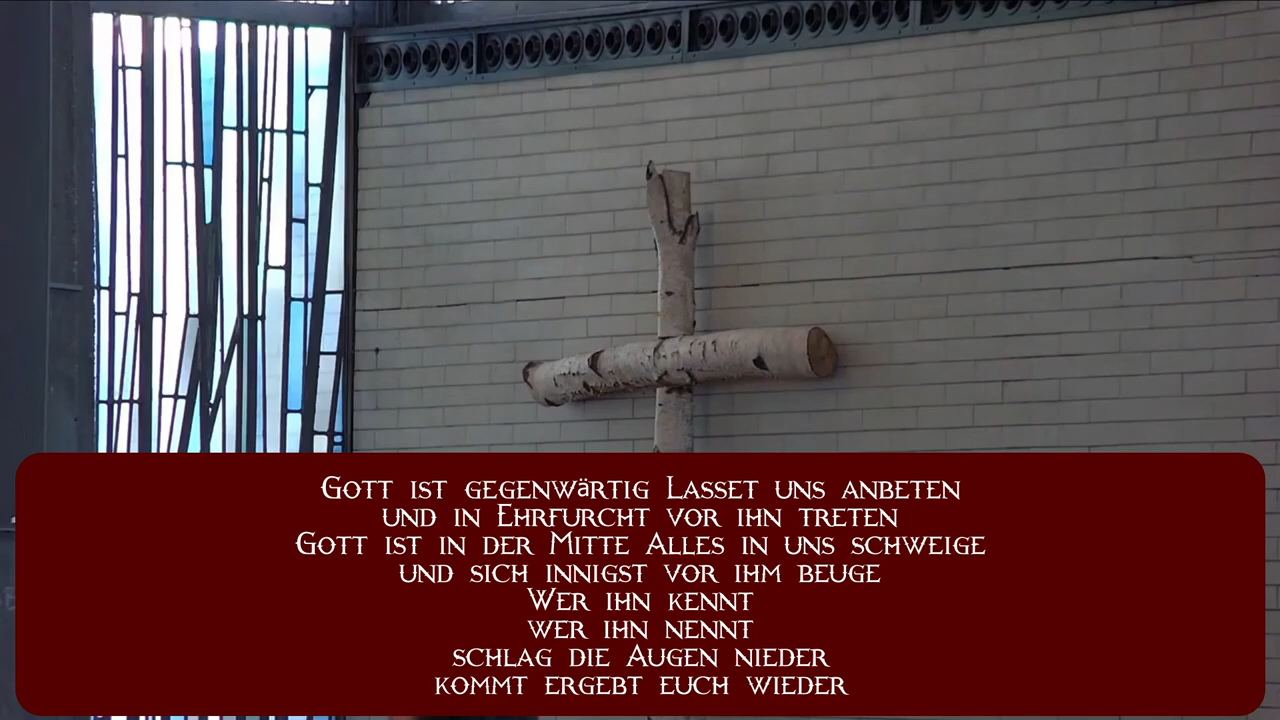 Gott ist gegenwärtig Lasset uns anbeten
und in Ehrfurcht vor ihn treten
Gott ist in der Mitte Alles in uns schweige
und sich innigst vor ihm beuge
Wer ihn kennt
wer ihn nennt
schlag die Augen nieder
kommt ergebt euch wieder